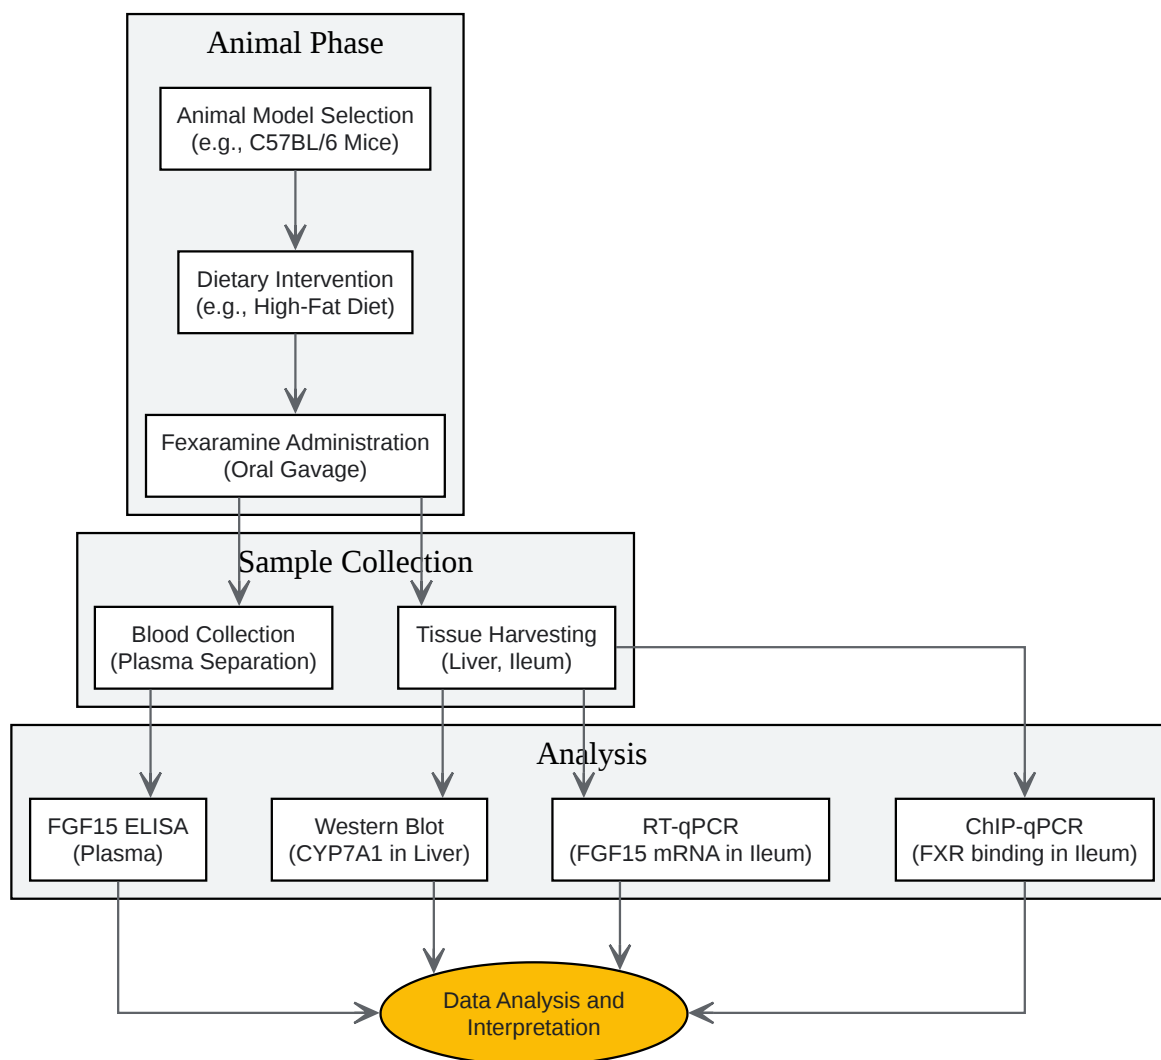 Animal Phase
Animal Model Selection
(e.g., C57BL/6 Mice)
Dietary Intervention
(e.g., High-Fat Diet)
Fexaramine Administration
(Oral Gavage)
Sample Collection
Blood Collection
(Plasma Separation)
Tissue Harvesting
(Liver, Ileum)
Analysis
FGF15 ELISA
(Plasma)
Western Blot
(CYP7A1 in Liver)
RT-qPCR
(FGF15 mRNA in Ileum)
ChIP-qPCR
(FXR binding in Ileum)
Data Analysis and
Interpretation